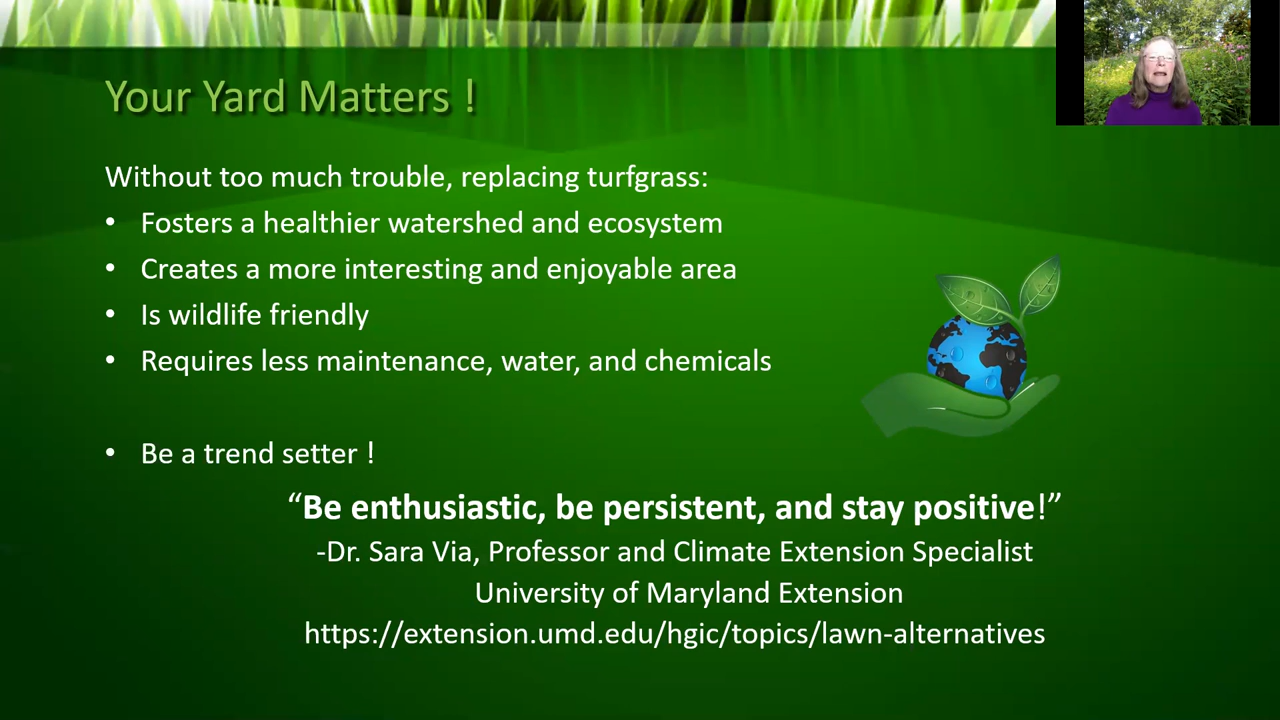 Your Yard Matters !
Without too much trouble, replacing turfgrass:
• Fosters a healthier watershed and ecosystem
• Creates a more interesting and enjoyable area
• Is wildlife friendly
• Requires less maintenance, water, and chemicals
• Be a trend setter !
“Be enthusiastic, be persistent, and stay positive!”
-Dr. Sara Via, Professor and Climate Extension Specialist
University of Maryland Extension
https://extension.umd.edu/hgic/topics/lawn-alternatives